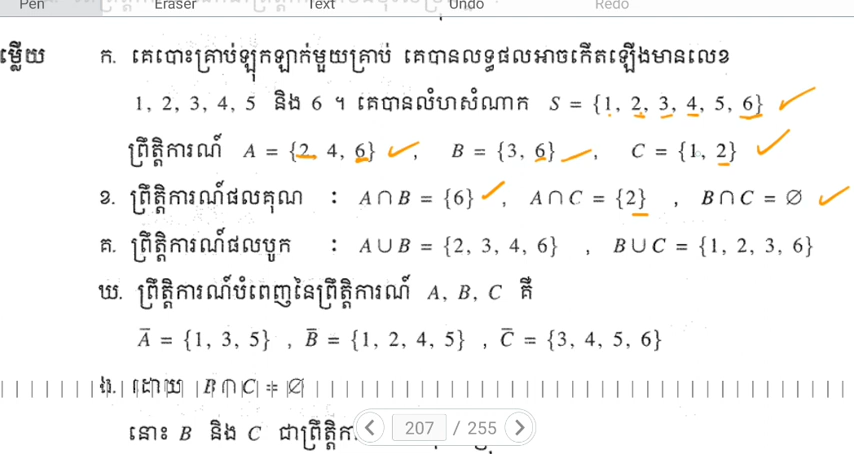 Pen Eraser Text Undo Redo
ចម្លើយ ក. គេបោះគ្រាប់ឡុកឡាក់មួយគ្រាប់ គេបានលទ្ធផលអាចកើតឡើងមានលេខ
1, 2, 3, 4, 5 និង 6 ។ គេបានលំហសំណាក S = {1, 2, 3, 4, 5, 6}
ព្រឹត្តិការណ៍ A = {2, 4, 6} , B = {3, 6} , C = {1, 2}
ខ. ព្រឹត្តិការណ៍ផលគុណ : A ∩ B = {6} , A ∩ C = {2} , B ∩ C = ∅
គ. ព្រឹត្តិការណ៍ផលបូក : A ∪ B = {2, 3, 4, 6} , B ∪ C = {1, 2, 3, 6}
ឃ. ព្រឹត្តិការណ៍បំពេញនៃព្រឹត្តិការណ៍ A, B, C គឺ
A̅ = {1, 3, 5} , B̅ = {1, 2, 4, 5} , C̅ = {3, 4, 5, 6}
ង. ដោយ B ∩ C = ∅
នោះ B និង C
207 / 255